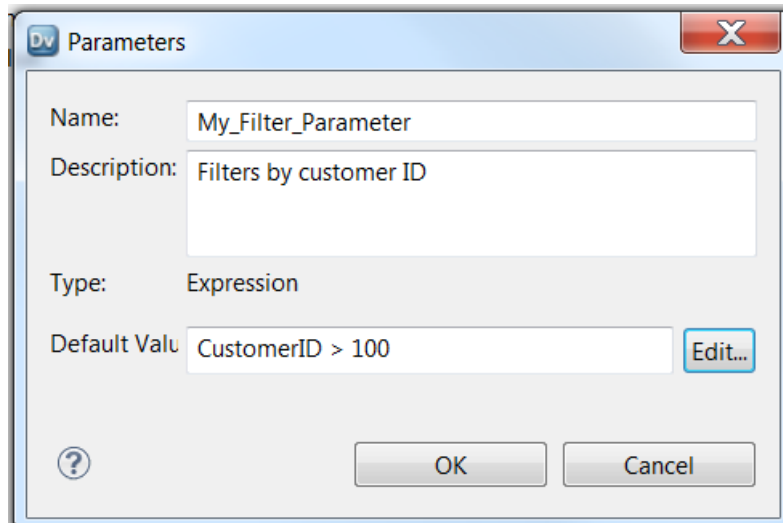 Dv Parameters
Name: My_Filter_Parameter
Description: Filters by customer ID
Type: Expression
Default Valu CustomerID > 100 Edit...
? OK Cancel